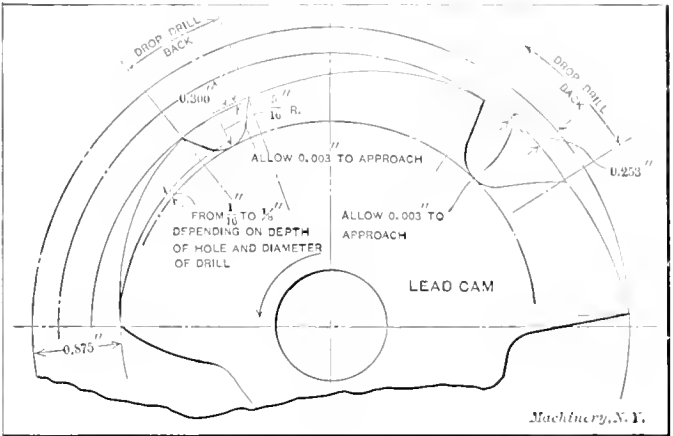 DROP DRILL
BACK
DROP DRILL
BACK
0.300"
5/16" R.
ALLOW 0.003" TO APPROACH
0.253"
FROM 1/16" TO 1/8"
DEPENDING ON DEPTH
OF HOLE AND DIAMETER
OF DRILL
ALLOW 0.003" TO
APPROACH
LEAD CAM
0.875"
Machinery, N.Y.